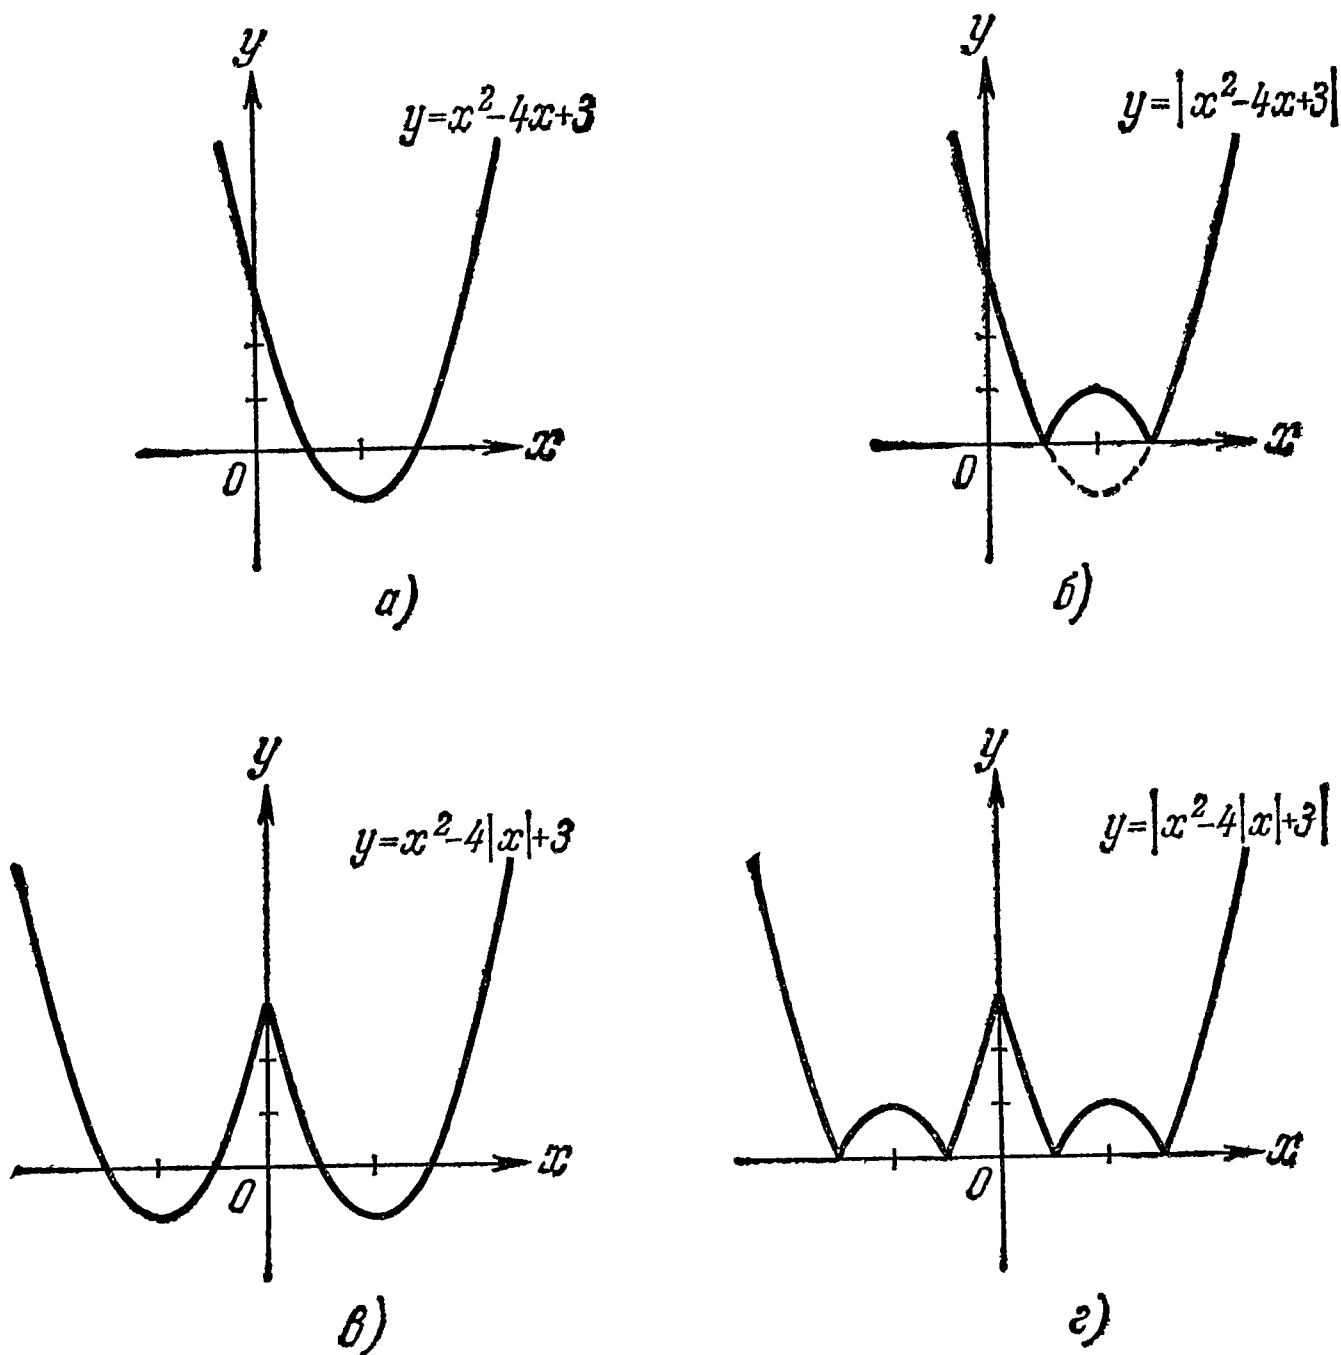 y
y=x²-4x+3
x
0
а)
y
y=|x²-4x+3|
x
0
б)
y
y=x²-4|x|+3
x
0
в)
y
y=|x²-4|x|+3|
x
0
г)